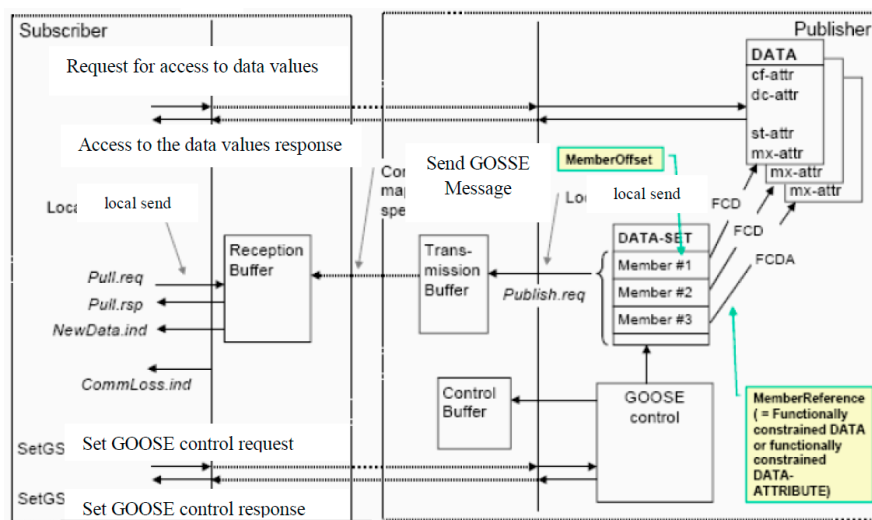 Subscriber
Publisher
Request for access to data values
DATA
cf-attr
dc-attr
Access to the data values response
st-attr
mx-attr
mx-attr
mx-attr
Send GOSSE
Message
MemberOffset
local send
local send
FCD
FCD
FCDA
Reception
Buffer
Trans-
mission
Buffer
DATA-SET
Member #1
Member #2
Member #3
Pull.req
Pull.rsp
NewData.ind
Publish.req
CommLoss.ind
Control
Buffer
GOOSE
control
MemberReference
( = Functionally
constrained DATA
or functionally
constrained
DATA-
ATTRIBUTE)
Set GOOSE control request
SetGS
SetGS
Set GOOSE control response